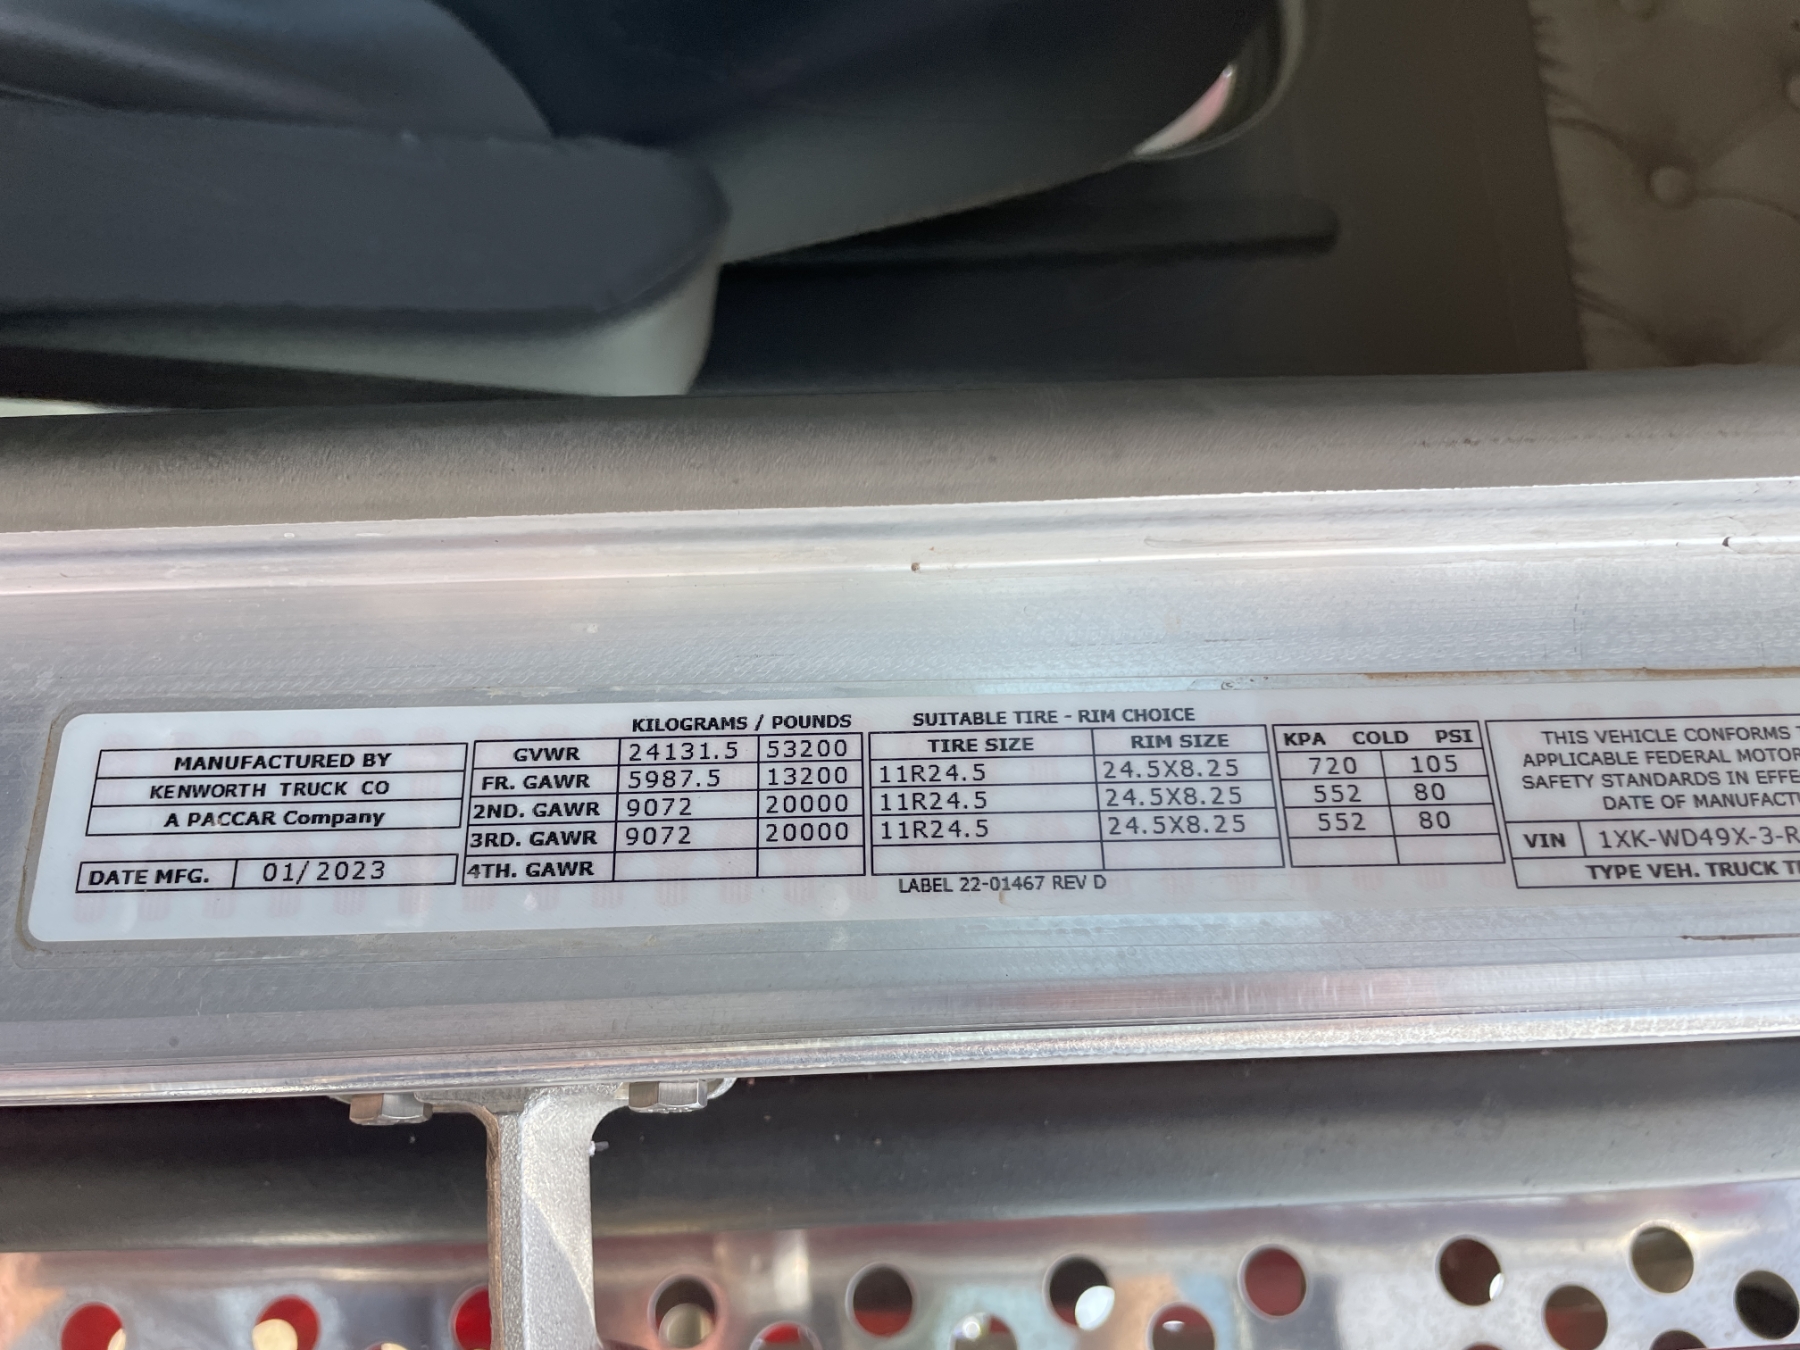 KILOGRAMS / POUNDS SUITABLE TIRE - RIM CHOICE
MANUFACTURED BY
KENWORTH TRUCK CO
A PACCAR Company
DATE MFG. 01/2023
GVWR 24131.5 53200
FR. GAWR 5987.5 13200
2ND. GAWR 9072 20000
3RD. GAWR 9072 20000
4TH. GAWR
TIRE SIZE RIM SIZE
11R24.5 24.5X8.25
11R24.5 24.5X8.25
11R24.5 24.5X8.25
LABEL 22-01467 REV D
KPA COLD PSI
720 105
552 80
552 80
THIS VEHICLE CONFORMS
APPLICABLE FEDERAL MOTOR
SAFETY STANDARDS IN EFFE
DATE OF MANUFACT
VIN 1XK-WD49X-3-R
TYPE VEH. TRUCK